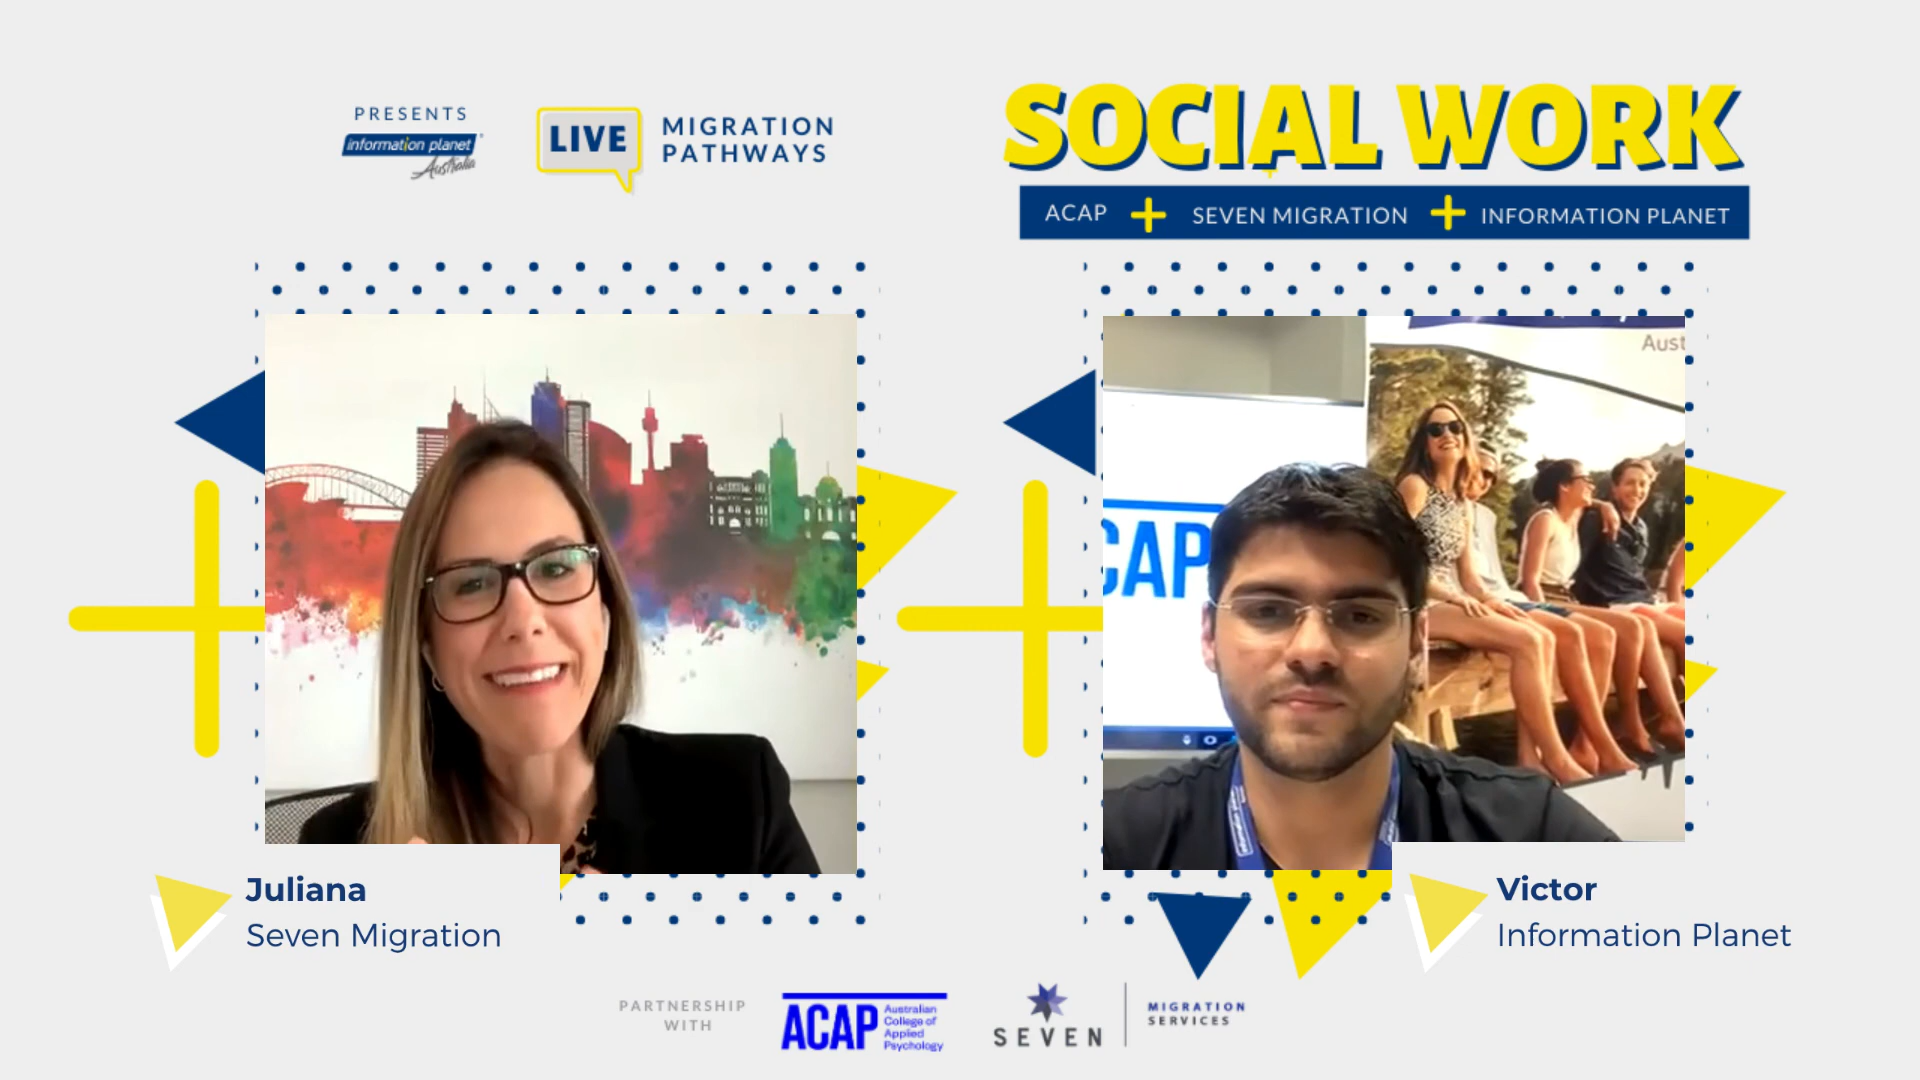 PRESENTS
information planet
Australia
LIVE
MIGRATION
PATHWAYS
SOCIAL WORK
ACAP + SEVEN MIGRATION + INFORMATION PLANET
Aust
CAP
Juliana
Seven Migration
Victor
Information Planet
PARTNERSHIP
WITH
ACAP
Australian
College of
Applied
Psychology
SEVEN
MIGRATION
SERVICES